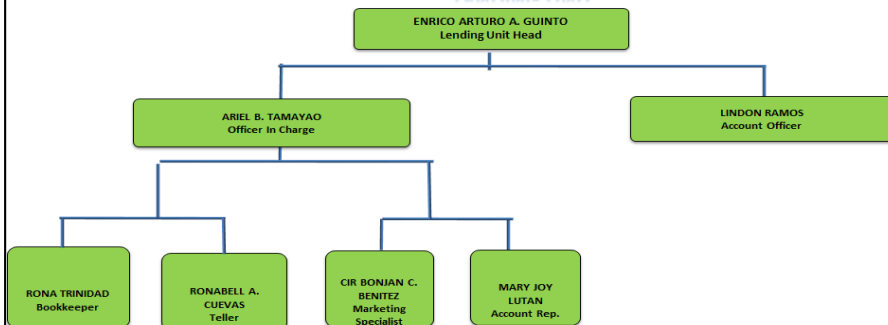 ENRICO ARTURO A. GUINTO
Lending Unit Head
ARIEL B. TAMAYAO
Officer In Charge
LINDON RAMOS
Account Officer
RONA TRINIDAD
Bookkeeper
RONABELL A.
CUEVAS
Teller
CIR BONJAN C.
BENITEZ
Marketing
Specialist
MARY JOY
LUTAN
Account Rep.